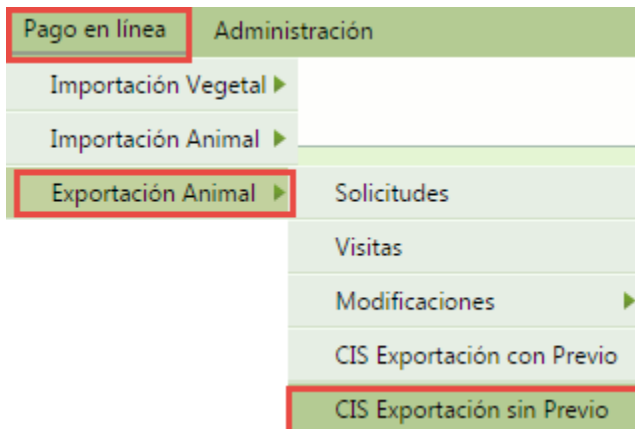 Pago en línea Administración
Importación Vegetal
Importación Animal
Exportación Animal Solicitudes
Visitas
Modificaciones
CIS Exportación con Previo
CIS Exportación sin Previo